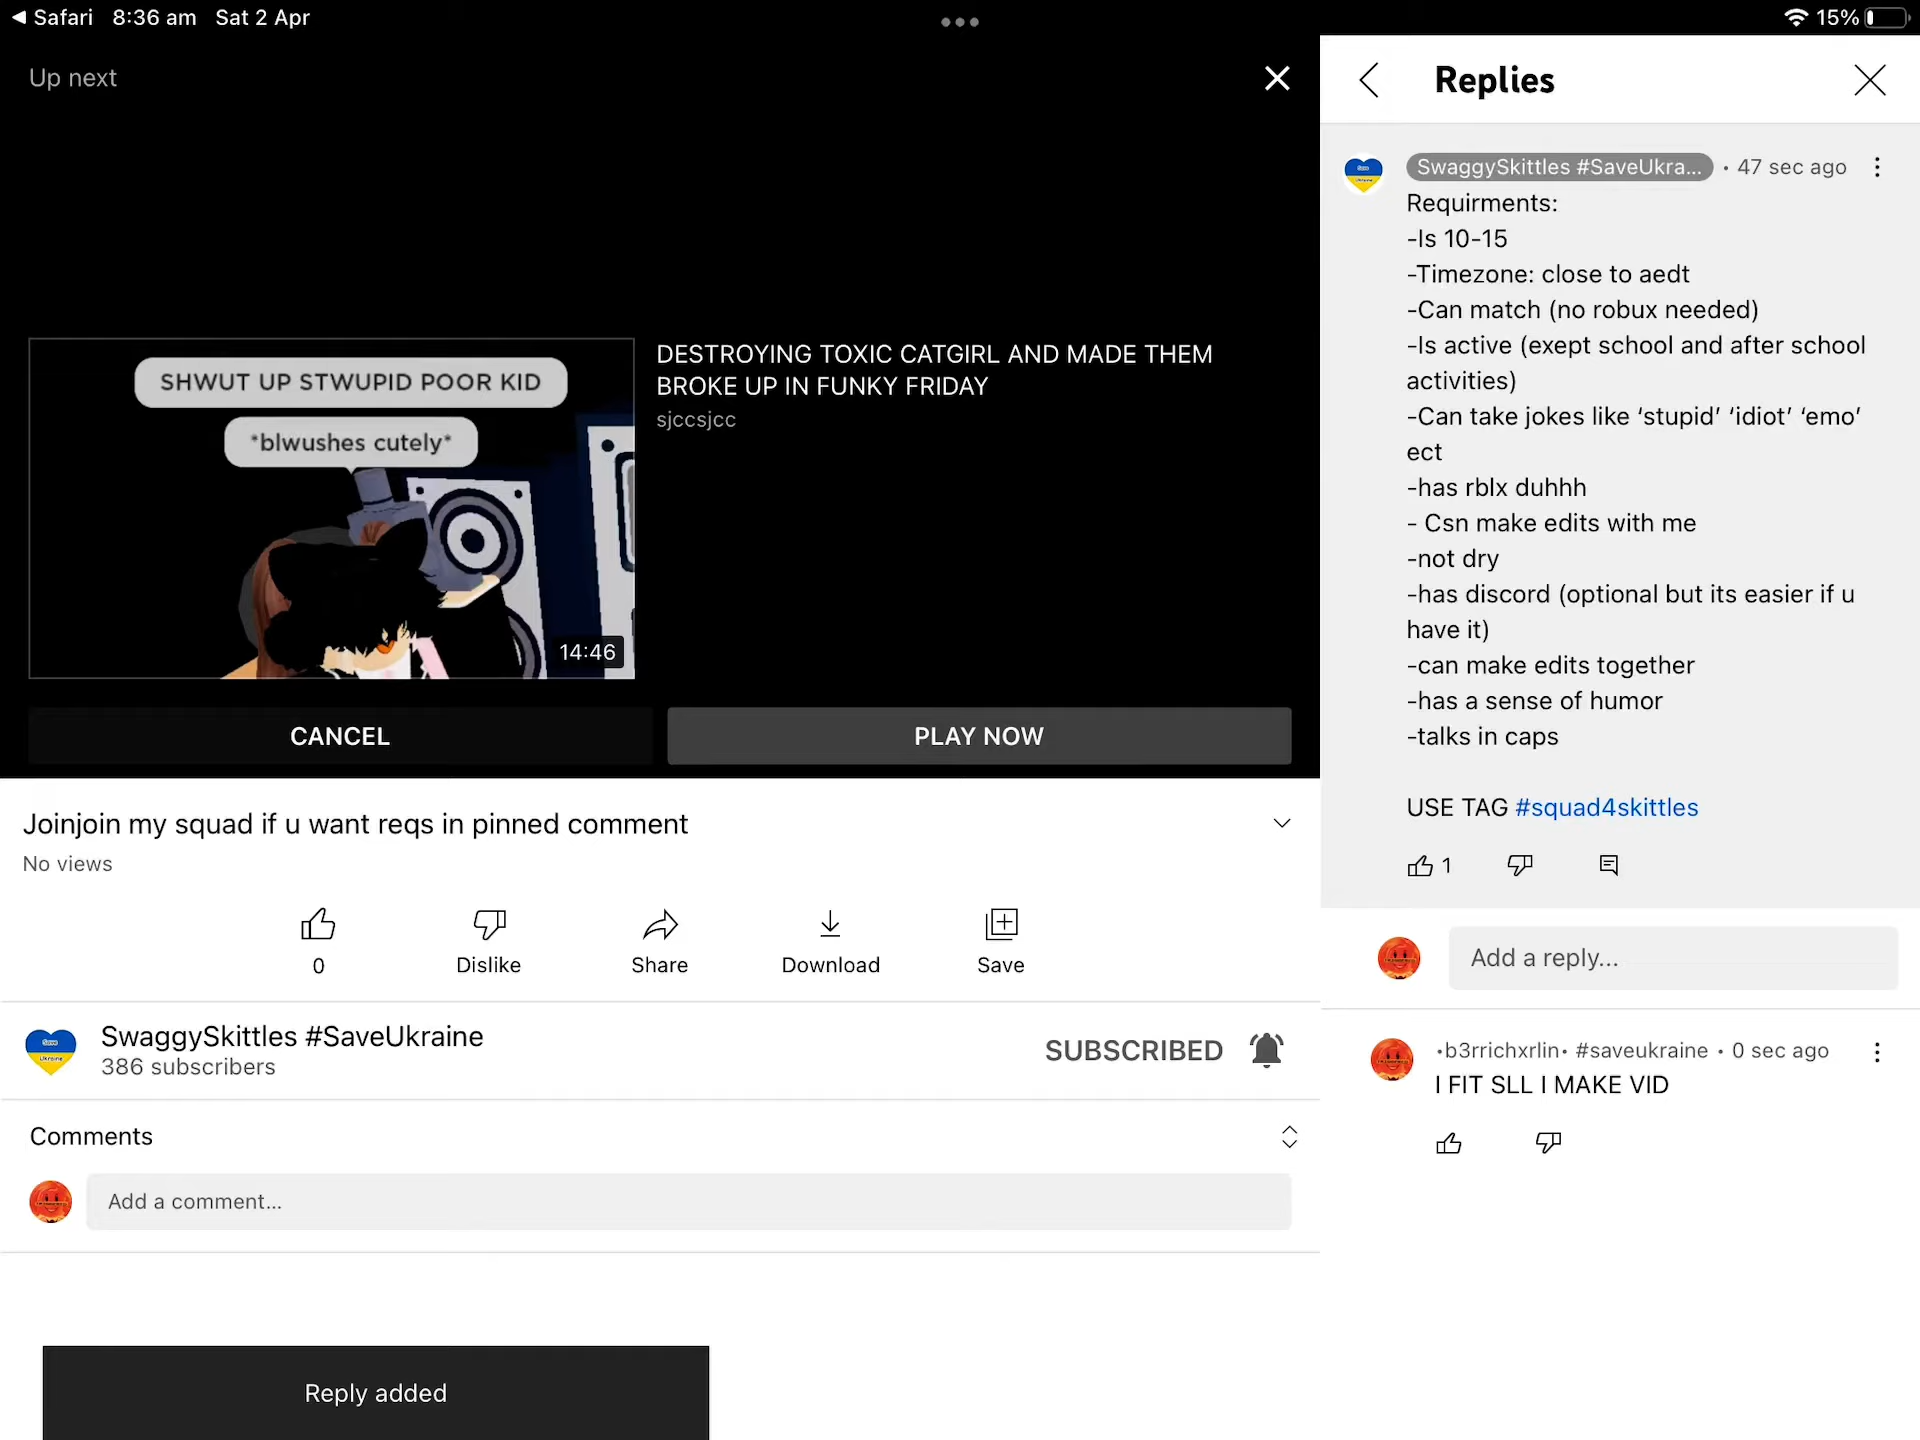 Safari 8:36 am Sat 2 Apr
15%
Up next
SHWUT UP STWUPID POOR KID
*blwushes cutely*
14:46
DESTROYING TOXIC CATGIRL AND MADE THEM
BROKE UP IN FUNKY FRIDAY
sjccsjcc
CANCEL
PLAY NOW
Joinjoin my squad if u want reqs in pinned comment
No views
0
Dislike
Share
Download
Save
Save
Ukraine
SwaggySkittles #SaveUkraine
386 subscribers
SUBSCRIBED
Comments
Add a comment...
Reply added
Replies
SwaggySkittles #SaveUkra... • 47 sec ago
Requirments:
-Is 10-15
-Timezone: close to aedt
-Can match (no robux needed)
-Is active (exept school and after school
activities)
-Can take jokes like ‘stupid’ ‘idiot’ ‘emo’
ect
-has rblx duhhh
- Csn make edits with me
-not dry
-has discord (optional but its easier if u
have it)
-can make edits together
-has a sense of humor
-talks in caps
USE TAG #squad4skittles
1
Add a reply...
•b3rrichxrlin• #saveukraine • 0 sec ago
I FIT SLL I MAKE VID